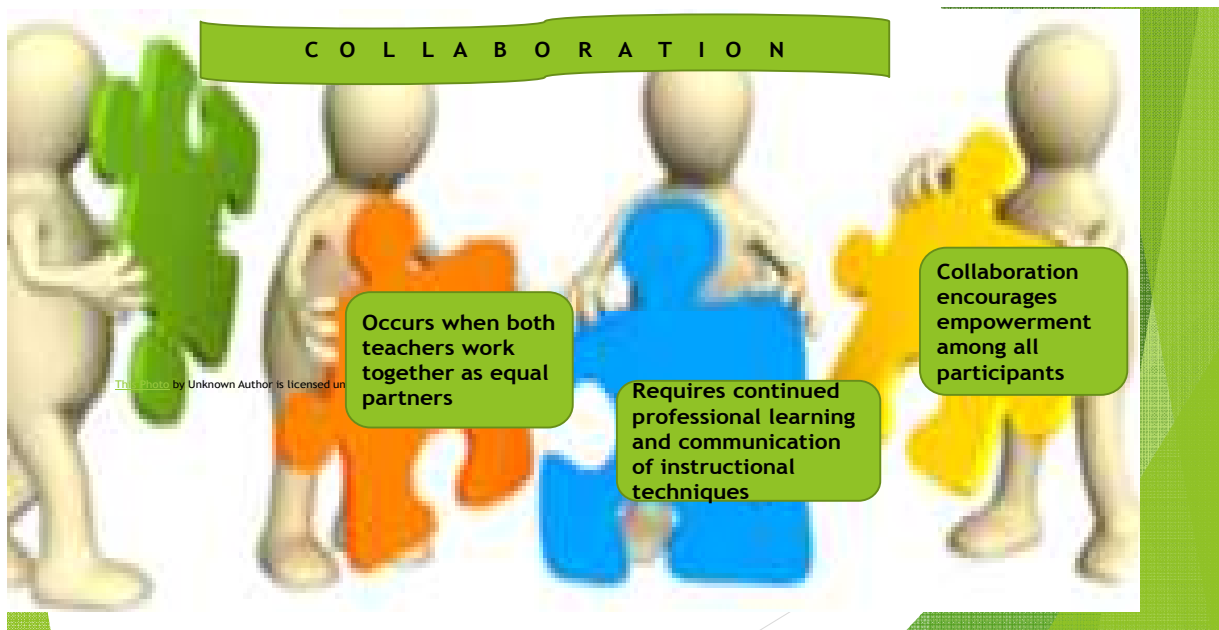 C O L L A B O R A T I O N
Occurs when both
teachers work
together as equal
partners
This Photo by Unknown Author is licensed un
Requires continued
professional learning
and communication
of instructional
techniques
Collaboration
encourages
empowerment
among all
participants